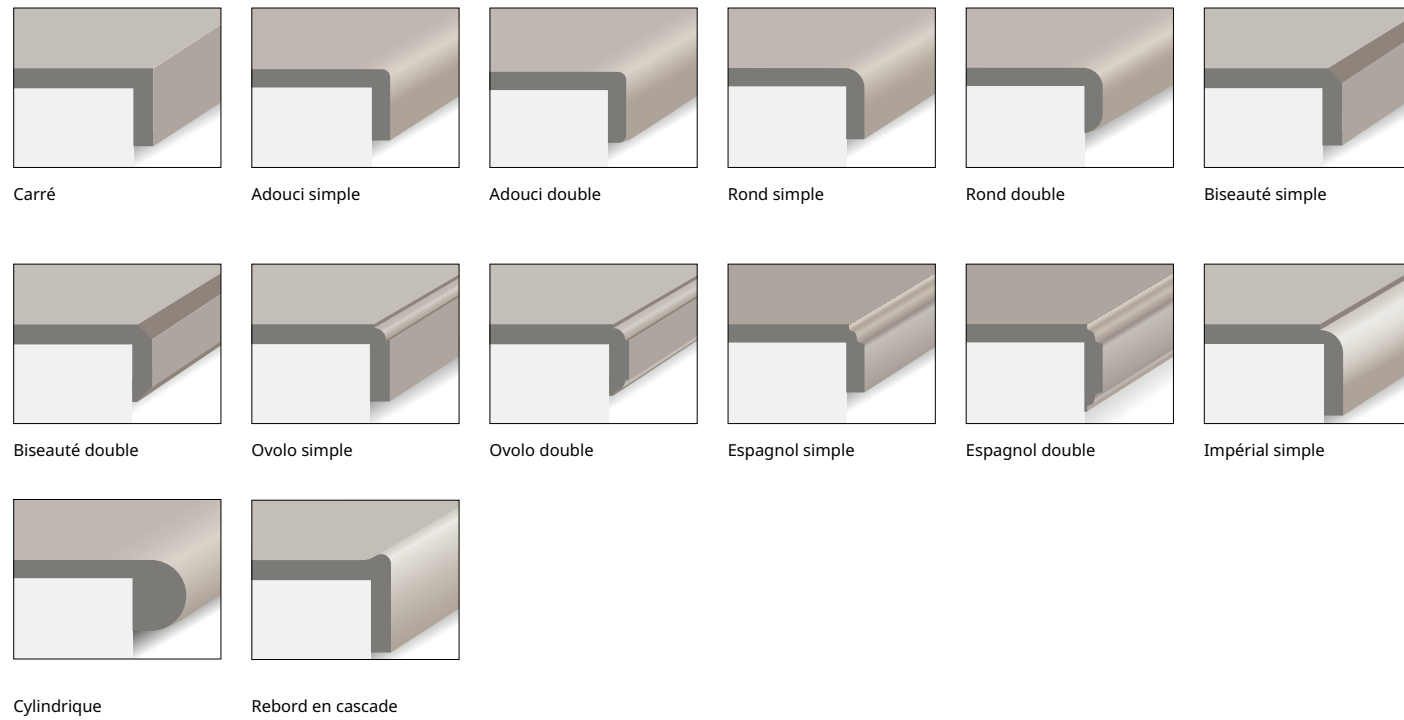 Carré
Adouci simple
Adouci double
Rond simple
Rond double
Biseauté simple
Biseauté double
Ovolo simple
Ovolo double
Espagnol simple
Espagnol double
Impérial simple
Cylindrique
Rebord en cascade